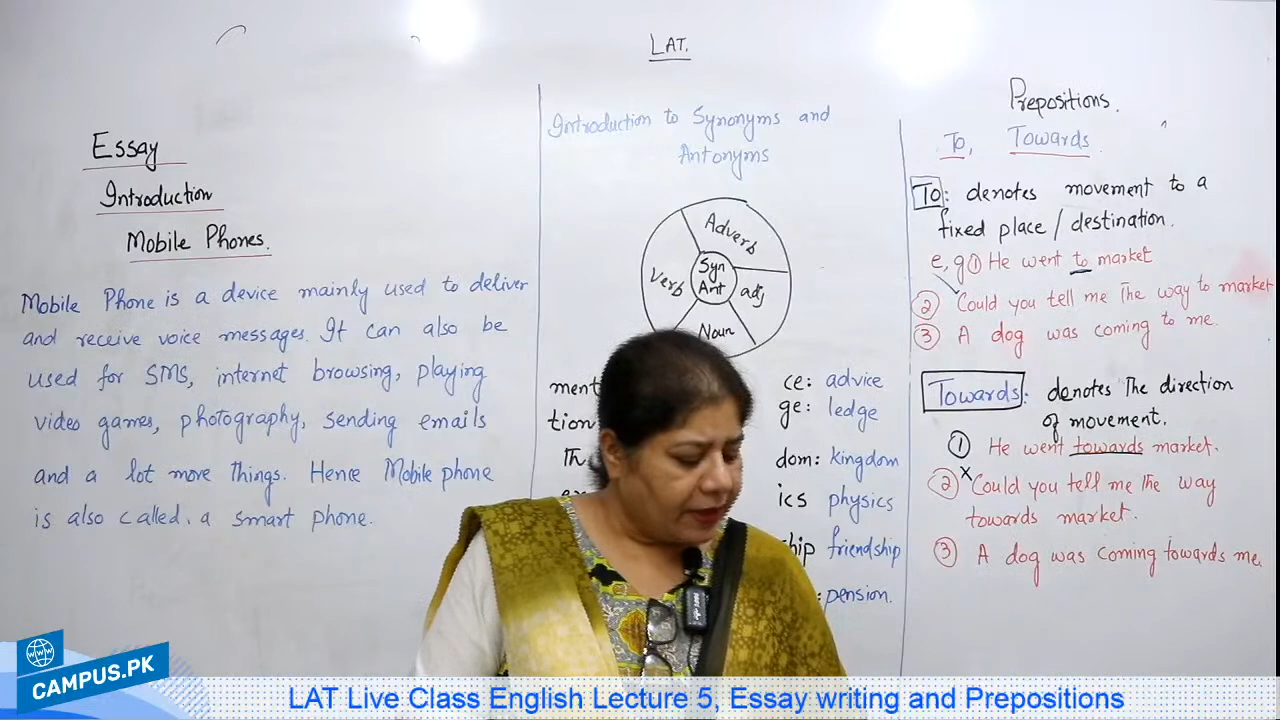 LAT.
Essay
Introduction
Mobile Phones.
Mobile Phone is a device mainly used to deliver
and receive voice messages. It can also be
used for SMS, internet browsing, playing
video games, photography, sending emails
and a lot more things. Hence Mobile phone
is also called a smart phone.
Introduction to Synonyms and
Antonyms
Adverb
Verb
Syn
Ant
adj
Noun
ment
tion
Th
ce: advice
ge: ledge
dom: kingdom
ics physics
ship friendship
: pension.
Prepositions.
To, Towards
To: denotes movement to a
fixed place / destination.
e,g ① He went to market
② Could you tell me The way to market
③ A dog was coming to me.
Towards: denotes The direction
of movement.
① He went towards market.
② x Could you tell me The way
towards market.
③ A dog was coming towards me.
www
CAMPUS.PK
LAT Live Class English Lecture 5, Essay writing and Prepositions